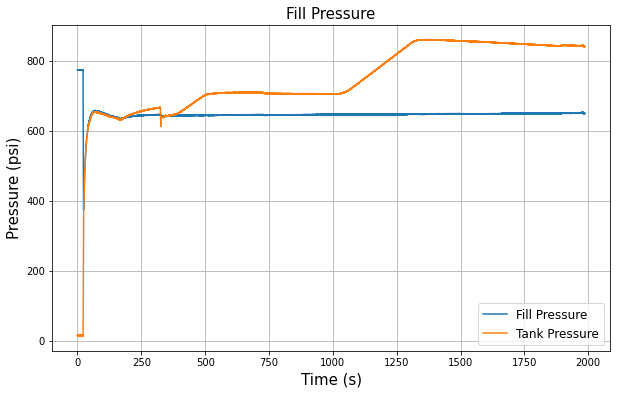 Fill Pressure
Pressure (psi)
800
600
400
200
0
0 250 500 750 1000 1250 1500 1750 2000
Time (s)
Fill Pressure
Tank Pressure